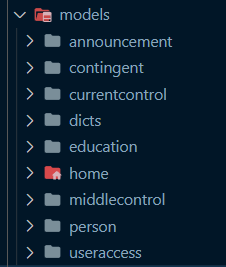 models
announcement
contingent
currentcontrol
dicts
education
home
middlecontrol
person
useraccess